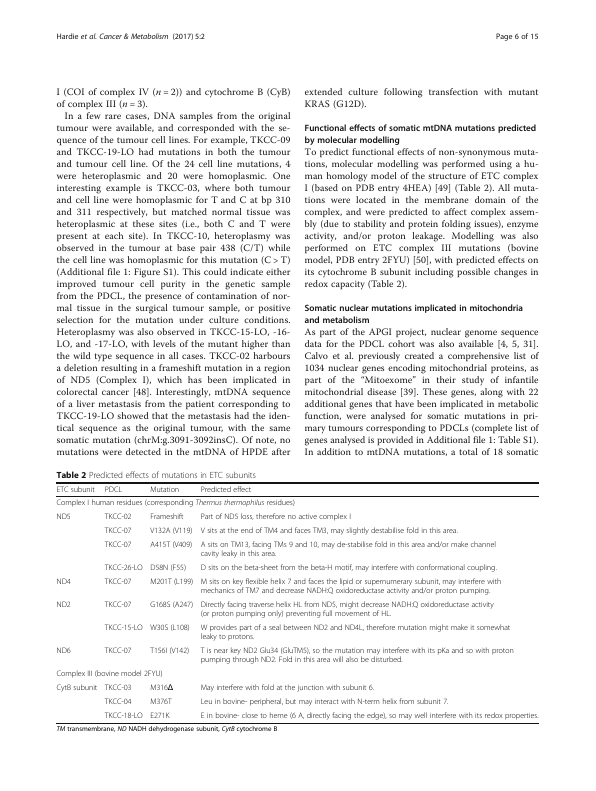 Hardie et al. Cancer & Metabolism (2017) 5:2
Page 6 of 15
I (COI of complex IV (n = 2)) and cytochrome B (CyB)
of complex III (n = 3).
In a few rare cases, DNA samples from the original
tumour were available, and corresponded with the se-
quence of the tumour cell lines. For example, TKCC-09
and TKCC-19-LO had mutations in both the tumour
and tumour cell line. Of the 24 cell line mutations, 4
were heteroplasmic and 20 were homoplasmic. One
interesting example is TKCC-03, where both tumour
and cell line were homoplasmic for T and C at bp 310
and 311 respectively, but matched normal tissue was
heteroplasmic at these sites (i.e., both C and T were
present at each site). In TKCC-10, heteroplasmy was
observed in the tumour at base pair 438 (C/T) while
the cell line was homoplasmic for this mutation (C > T)
(Additional file 1: Figure S1). This could indicate either
improved tumour cell purity in the genetic sample
from the PDCL, the presence of contamination of nor-
mal tissue in the surgical tumour sample, or positive
selection for the mutation under culture conditions.
Heteroplasmy was also observed in TKCC-15-LO, -16-
LO, and -17-LO, with levels of the mutant higher than
the wild type sequence in all cases. TKCC-02 harbours
a deletion resulting in a frameshift mutation in a region
of ND5 (Complex I), which has been implicated in
colorectal cancer [48]. Interestingly, mtDNA sequence
of a liver metastasis from the patient corresponding to
TKCC-19-LO showed that the metastasis had the iden-
tical sequence as the original tumour, with the same
somatic mutation (chrM:g.3091-3092insC). Of note, no
mutations were detected in the mtDNA of HPDE after
extended culture following transfection with mutant
KRAS (G12D).
Functional effects of somatic mtDNA mutations predicted
by molecular modelling
To predict functional effects of non-synonymous muta-
tions, molecular modelling was performed using a hu-
man homology model of the structure of ETC complex
I (based on PDB entry 4HEA) [49] (Table 2). All muta-
tions were located in the membrane domain of the
complex, and were predicted to affect complex assem-
bly (due to stability and protein folding issues), enzyme
activity, and/or proton leakage. Modelling was also
performed on ETC complex III mutations (bovine
model, PDB entry 2FYU) [50], with predicted effects on
its cytochrome B subunit including possible changes in
redox capacity (Table 2).
Somatic nuclear mutations implicated in mitochondria
and metabolism
As part of the APGI project, nuclear genome sequence
data for the PDCL cohort was also available [4, 5, 31].
Calvo et al. previously created a comprehensive list of
1034 nuclear genes encoding mitochondrial proteins, as
part of the "Mitoexome" in their study of infantile
mitochondrial disease [39]. These genes, along with 22
additional genes that have been implicated in metabolic
function, were analysed for somatic mutations in pri-
mary tumours corresponding to PDCLs (complete list of
genes analysed is provided in Additional file 1: Table S1).
In addition to mtDNA mutations, a total of 18 somatic
Table 2 Predicted effects of mutations in ETC subunits
ETC subunit PDCL Mutation Predicted effect
Complex I human residues (corresponding Thermus thermophilus residues)
ND5 TKCC-02 Frameshift Part of ND5 loss, therefore no active complex I
TKCC-07 V132A (V119) V sits at the end of TM4 and faces TM3, may slightly destabilise fold in this area.
TKCC-07 A415T (V409) A sits on TM13, facing TMs 9 and 10, may de-stabilise fold in this area and/or make channel
cavity leaky in this area.
TKCC-26-LO D58N (F55) D sits on the beta-sheet from the beta-H motif, may interfere with conformational coupling.
ND4 TKCC-07 M201T (L199) M sits on key flexible helix 7 and faces the lipid or supernumerary subunit, may interfere with
mechanics of TM7 and decrease NADH:Q oxidoreductase activity and/or proton pumping.
ND2 TKCC-07 G168S (A247) Directly facing traverse helix HL from ND5, might decrease NADH:Q oxidoreductase activity
(or proton pumping only) preventing full movement of HL.
TKCC-15-LO W30S (L108) W provides part of a seal between ND2 and ND4L, therefore mutation might make it somewhat
leaky to protons.
ND6 TKCC-07 T156I (V142) T is near key ND2 Glu34 (GluTM5), so the mutation may interfere with its pKa and so with proton
pumping through ND2. Fold in this area will also be disturbed.
Complex III (bovine model 2FYU)
CytB subunit TKCC-03 M316Δ May interfere with fold at the junction with subunit 6.
TKCC-04 M376T Leu in bovine- peripheral, but may interact with N-term helix from subunit 7.
TKCC-18-LO E271K E in bovine- close to heme (6 A, directly facing the edge), so may well interfere with its redox properties.
TM transmembrane, ND NADH dehydrogenase subunit, CytB cytochrome B